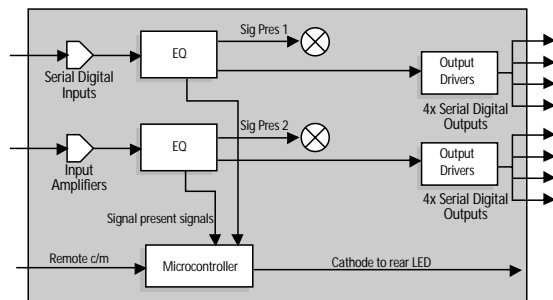 Sig Pres 1
EQ
Serial Digital
Inputs
Output
Drivers
4x Serial Digital
Outputs
Sig Pres 2
EQ
Input
Amplifiers
Output
Drivers
4x Serial Digital
Outputs
Signal present signals
Remote c/m
Microcontroller
Cathode to rear LED